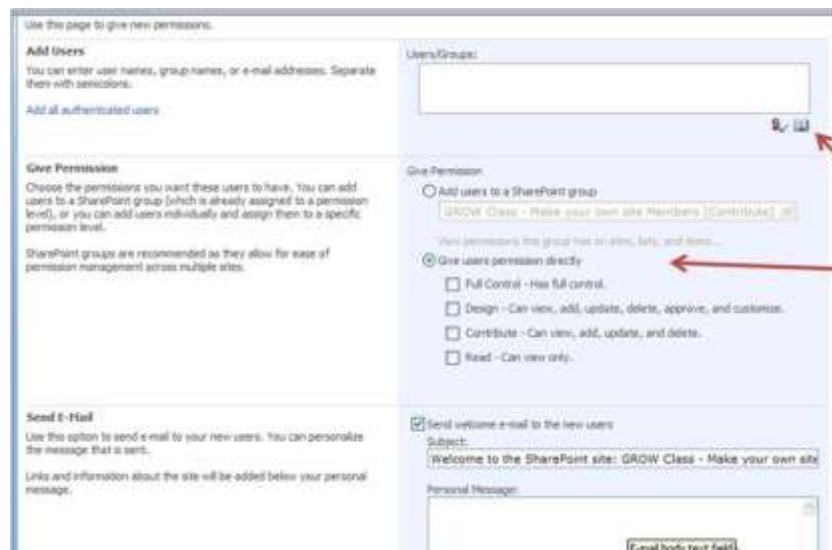 Use this page to give new permissions.
Add Users
You can enter user names, group names, or e-mail addresses. Separate
them with semicolons.
Add all authenticated users
Users/Groups:
Give Permission
Choose the permissions you want these users to have. You can add
users to a SharePoint group (which is already assigned to a permission
level), or you can add users individually and assign them to a specific
permission level.
SharePoint groups are recommended as they allow for ease of
permission management across multiple sites.
Give Permission
Add users to a SharePoint group
GROW Class - Make your own site Members [Contribute]
View permissions this group has on sites, lists, and items...
Give users permission directly
Full Control - Has full control.
Design - Can view, add, update, delete, approve, and customize.
Contribute - Can view, add, update, and delete.
Read - Can view only.
Send E-Mail
Use this option to send e-mail to your new users. You can personalize
the message that is sent.
Links and information about the site will be added below your personal
message.
Send welcome e-mail to the new users
Subject:
Welcome to the SharePoint site: GROW Class - Make your own site
Personal Message:
E-mail body text field